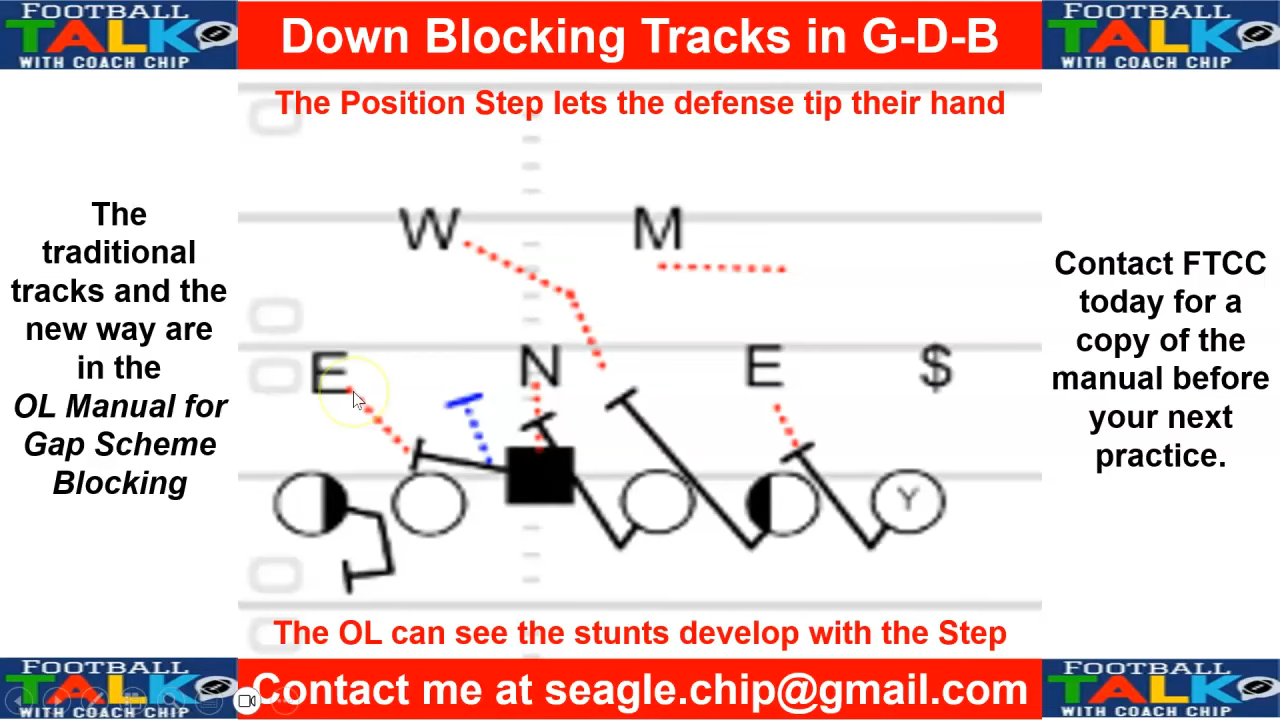 FOOTBALL
TALK
WITH COACH CHIP
Down Blocking Tracks in G-D-B
FOOTBALL
TALK
WITH COACH CHIP
The Position Step lets the defense tip their hand
The
traditional
tracks and the
new way are
in the
OL Manual for
Gap Scheme
Blocking
W M
E N E $
Y
Contact FTCC
today for a
copy of the
manual before
your next
practice.
The OL can see the stunts develop with the Step
FOOTBALL
TALK
WITH COACH CHIP
Contact me at seagle.chip@gmail.com
FOOTBALL
TALK
WITH COACH CHIP